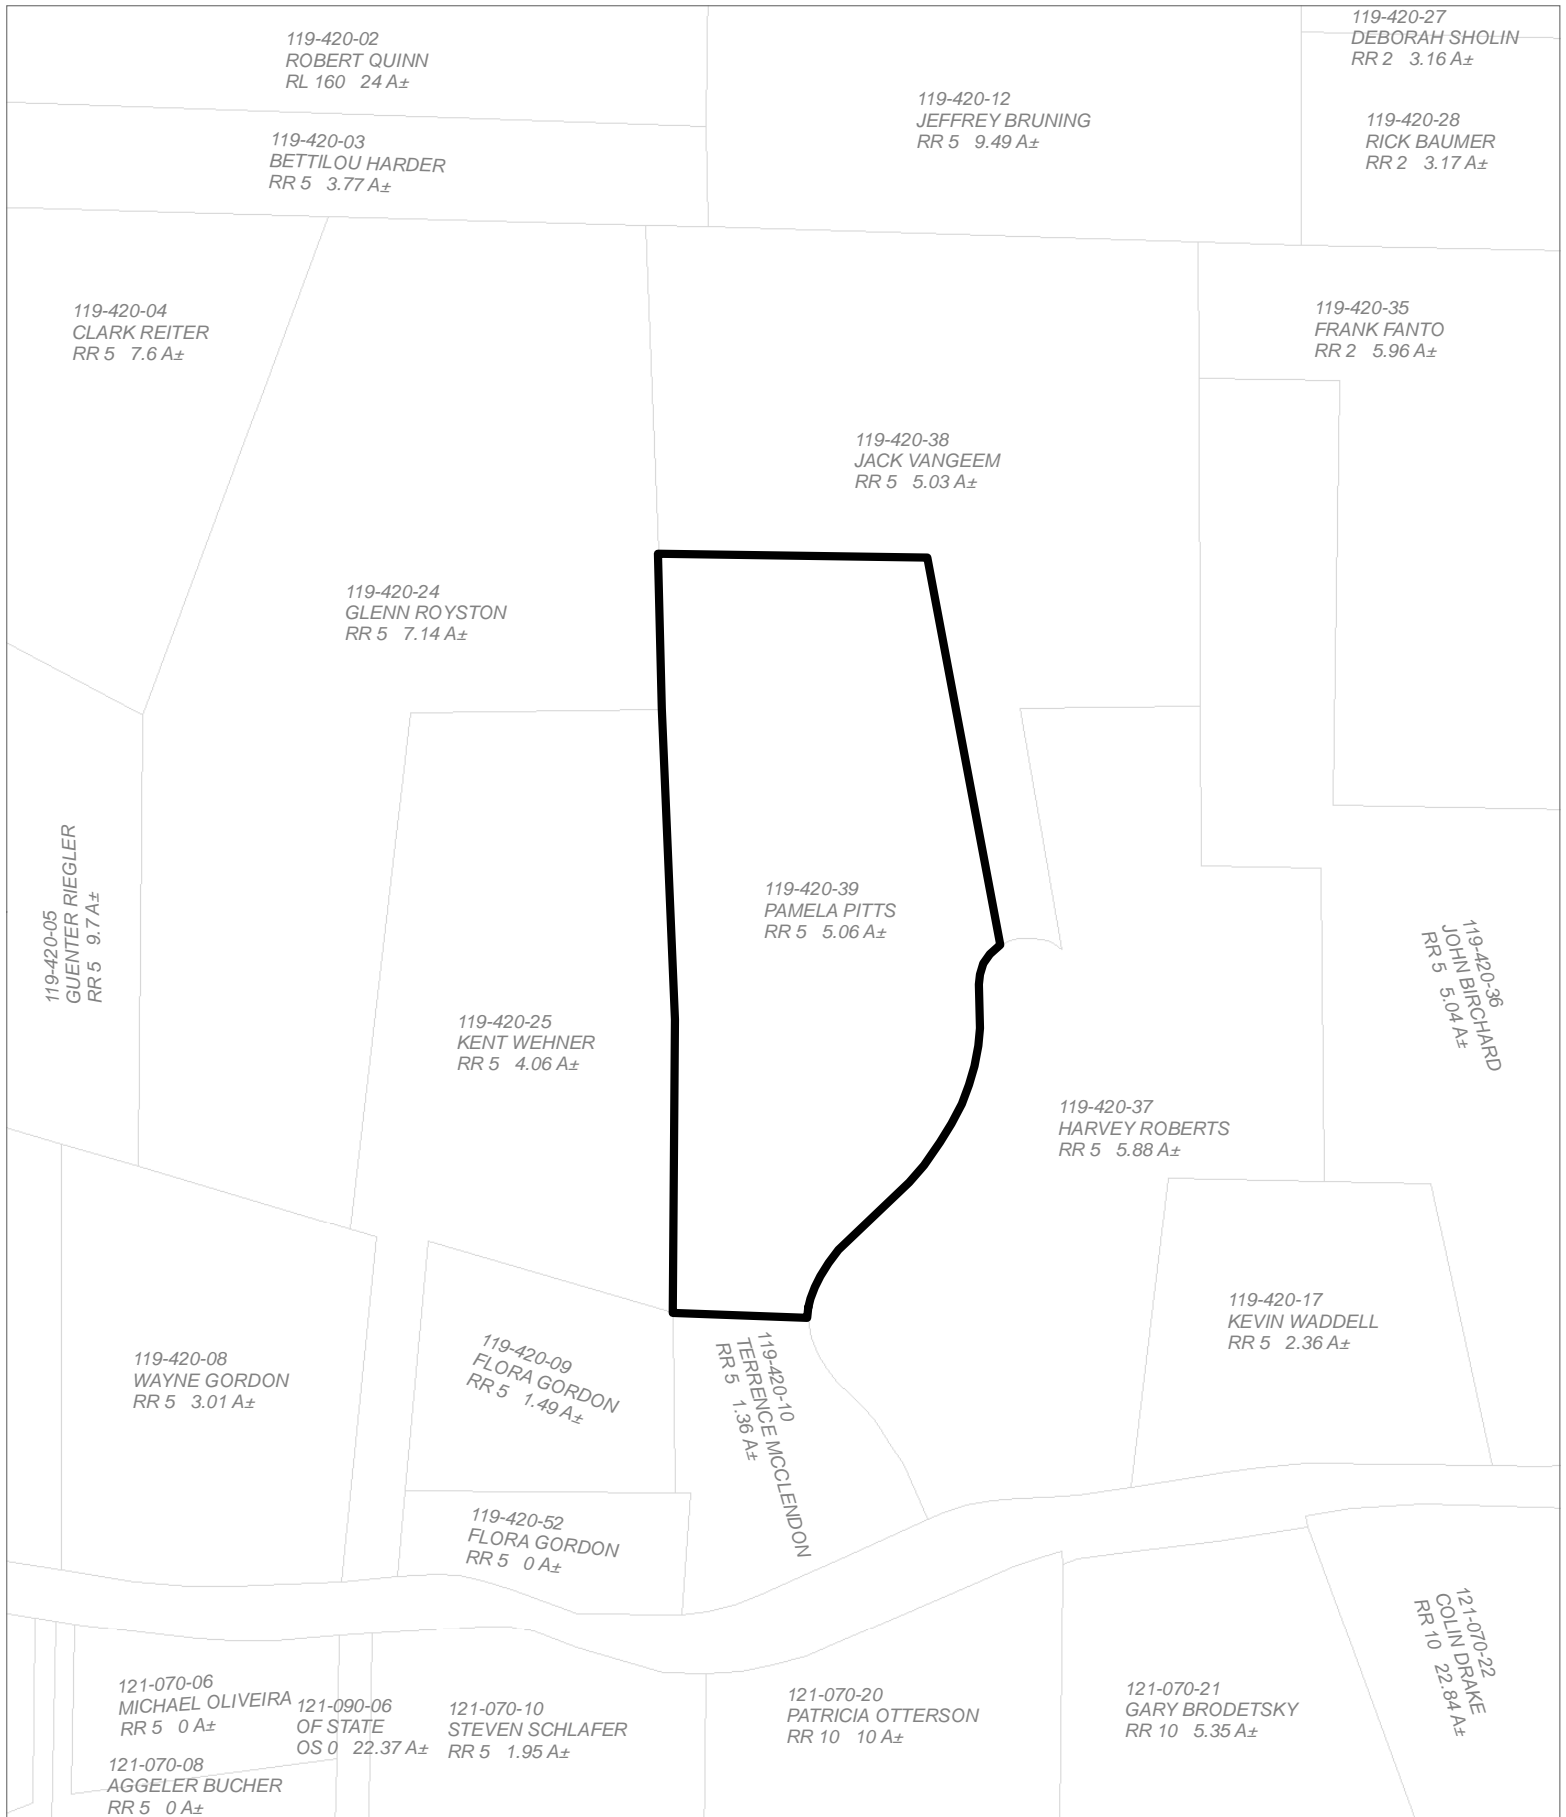 119-420-02
ROBERT QUINN
RL 160 24 A±
119-420-27
DEBORAH SHOLIN
RR 2 3.16 A±
119-420-12
JEFFREY BRUNING
RR 5 9.49 A±
119-420-28
RICK BAUMER
RR 2 3.17 A±
119-420-03
BETTILOU HARDER
RR 5 3.77 A±
119-420-04
CLARK REITER
RR 5 7.6 A±
119-420-35
FRANK FANTO
RR 2 5.96 A±
119-420-38
JACK VANGEEM
RR 5 5.03 A±
119-420-24
GLENN ROYSTON
RR 5 7.14 A±
119-420-05
GUENTER RIEGLER
RR 5 9.7 A±
119-420-39
PAMELA PITTS
RR 5 5.06 A±
119-420-36
JOHN BIRCHARD
RR 5 5.04 A±
119-420-25
KENT WEHNER
RR 5 4.06 A±
119-420-37
HARVEY ROBERTS
RR 5 5.88 A±
119-420-17
KEVIN WADDELL
RR 5 2.36 A±
119-420-08
WAYNE GORDON
RR 5 3.01 A±
119-420-09
FLORA GORDON
RR 5 1.49 A±
119-420-10
TERRENCE MCCLENDON
RR 5 1.36 A±
119-420-52
FLORA GORDON
RR 5 0 A±
121-070-06
MICHAEL OLIVEIRA
RR 5 0 A±
121-090-06
OF STATE
OS 0 22.37 A±
121-070-10
STEVEN SCHLAFER
RR 5 1.95 A±
121-070-20
PATRICIA OTTERSON
RR 10 10 A±
121-070-21
GARY BRODETSKY
RR 10 5.35 A±
121-070-22
COLIN DRAKE
RR 10 22.84 A±
121-070-08
AGGELER BUCHER
RR 5 0 A±